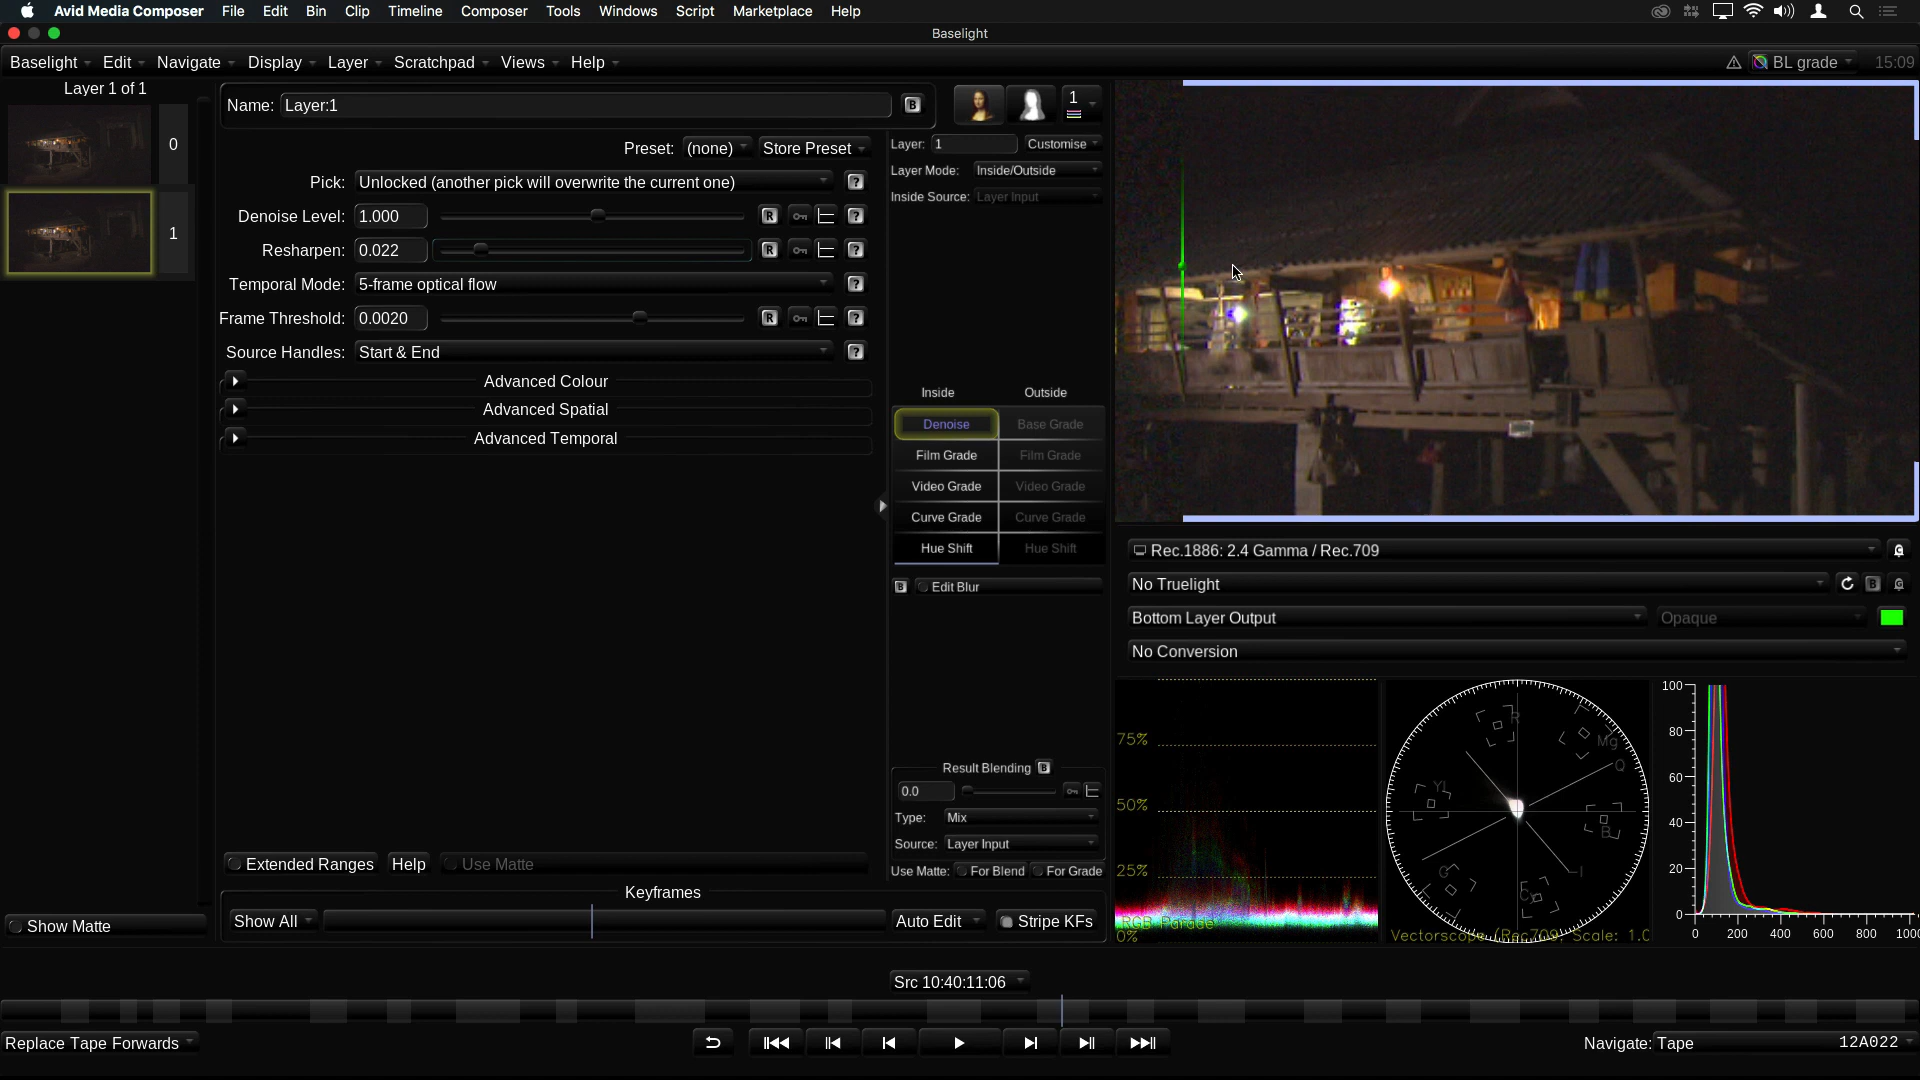 Avid Media Composer File Edit Bin Clip Timeline Composer Tools Windows Script Marketplace Help
Baselight
Baselight Edit Navigate Display Layer Scratchpad Views Help BL grade 15:09
Layer 1 of 1
0
1
Name: Layer:1 B 1
Preset: (none) Store Preset
Pick: Unlocked (another pick will overwrite the current one) ?
Denoise Level: 1.000 R ?
Resharpen: 0.022 R ?
Temporal Mode: 5-frame optical flow ?
Frame Threshold: 0.0020 R ?
Source Handles: Start & End ?
Advanced Colour
Advanced Spatial
Advanced Temporal
Layer: 1 Customise
Layer Mode: Inside/Outside
Inside Source: Layer Input
Inside Outside
Denoise Base Grade
Film Grade Film Grade
Video Grade Video Grade
Curve Grade Curve Grade
Hue Shift Hue Shift
B Edit Blur
Result Blending B
0.0
Type: Mix
Source: Layer Input
Use Matte: For Blend For Grade
Extended Ranges Help Use Matte
Keyframes
Show All Auto Edit Stripe KFs
Show Matte
Rec.1886: 2.4 Gamma / Rec.709
No Truelight B
Bottom Layer Output Opaque
No Conversion
75%
50%
25%
RGB Parade
0%
R
Mg
Q
Yl
B
G
Cy
-I
Vectorscope (Rec709, Scale: 1.0
100
80
60
40
20
0
0 200 400 600 800 1000
Src 10:40:11:06
Replace Tape Forwards Navigate: Tape 12A022